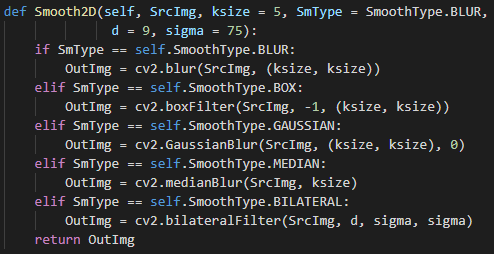 def Smooth2D(self, SrcImg, ksize = 5, SmType = SmoothType.BLUR,
             d = 9, sigma = 75):
    if SmType == self.SmoothType.BLUR:
        OutImg = cv2.blur(SrcImg, (ksize, ksize))
    elif SmType == self.SmoothType.BOX:
        OutImg = cv2.boxFilter(SrcImg, -1, (ksize, ksize))
    elif SmType == self.SmoothType.GAUSSIAN:
        OutImg = cv2.GaussianBlur(SrcImg, (ksize, ksize), 0)
    elif SmType == self.SmoothType.MEDIAN:
        OutImg = cv2.medianBlur(SrcImg, ksize)
    elif SmType == self.SmoothType.BILATERAL:
        OutImg = cv2.bilateralFilter(SrcImg, d, sigma, sigma)
    return OutImg